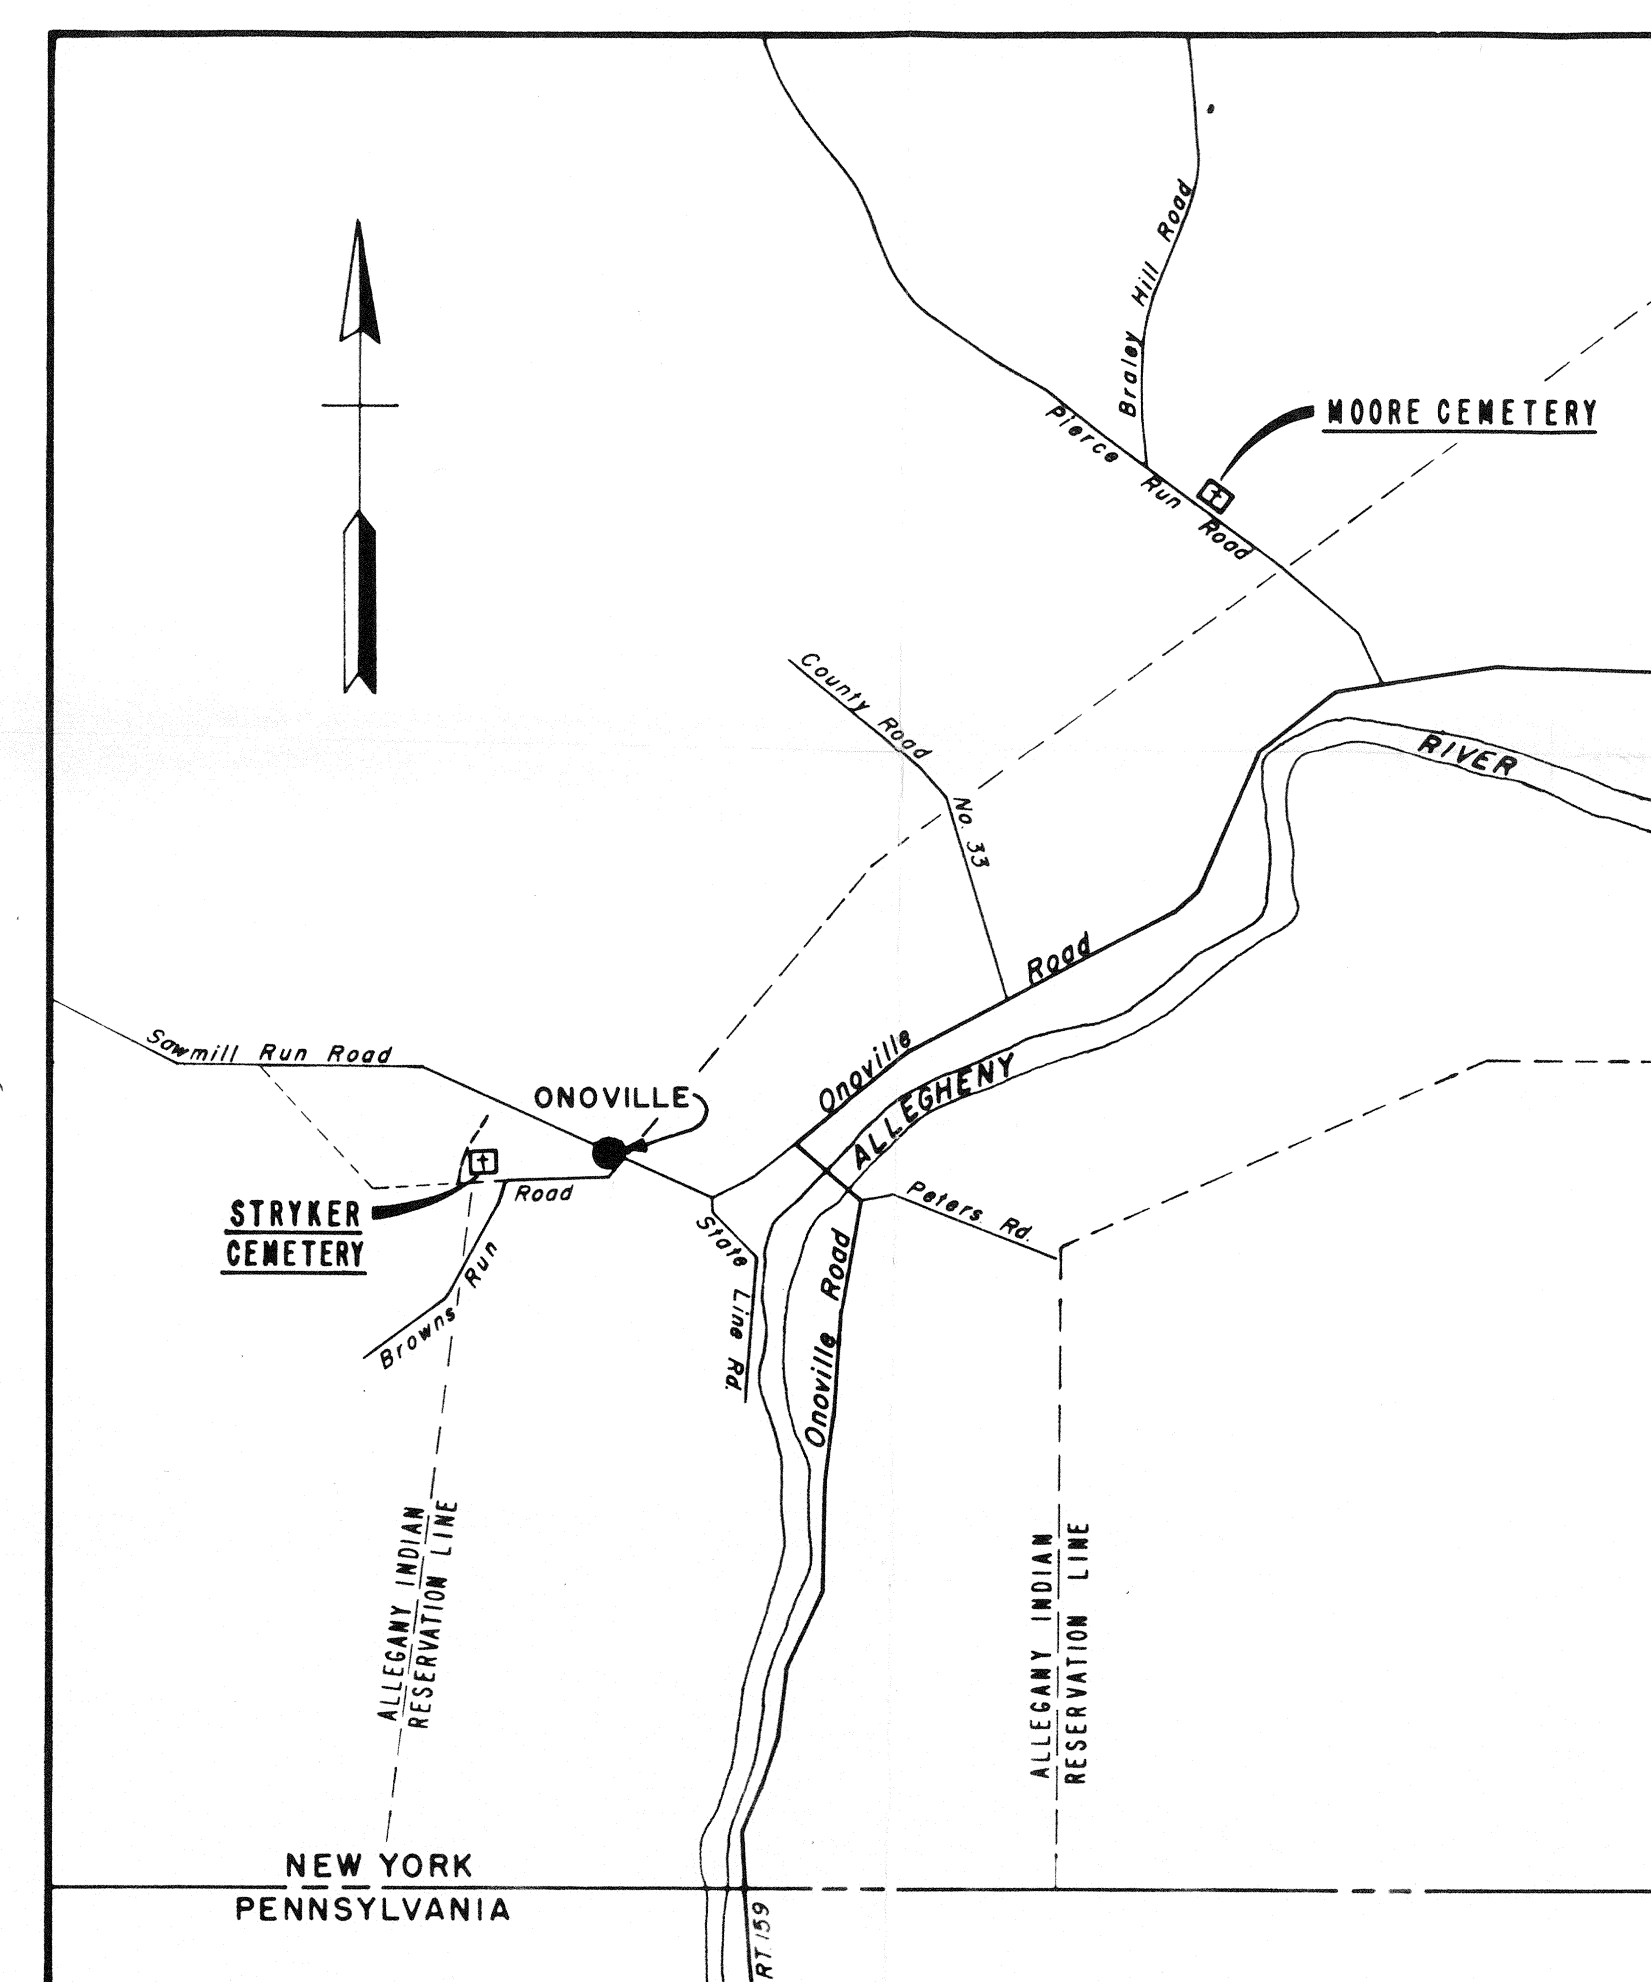 Braley Hill Road
MOORE CEMETERY
Pierce Run Road
County Road No. 33
RIVER
Onoville Road
ALLEGHENY
Sawmill Run Road
ONOVILLE
STRYKER
CEMETERY
Browns Run Road
State Line Rd.
Peters Rd.
Onoville Road
ALLEGANY INDIAN
RESERVATION LINE
ALLEGANY INDIAN
RESERVATION LINE
NEW YORK
PENNSYLVANIA
RT. 159